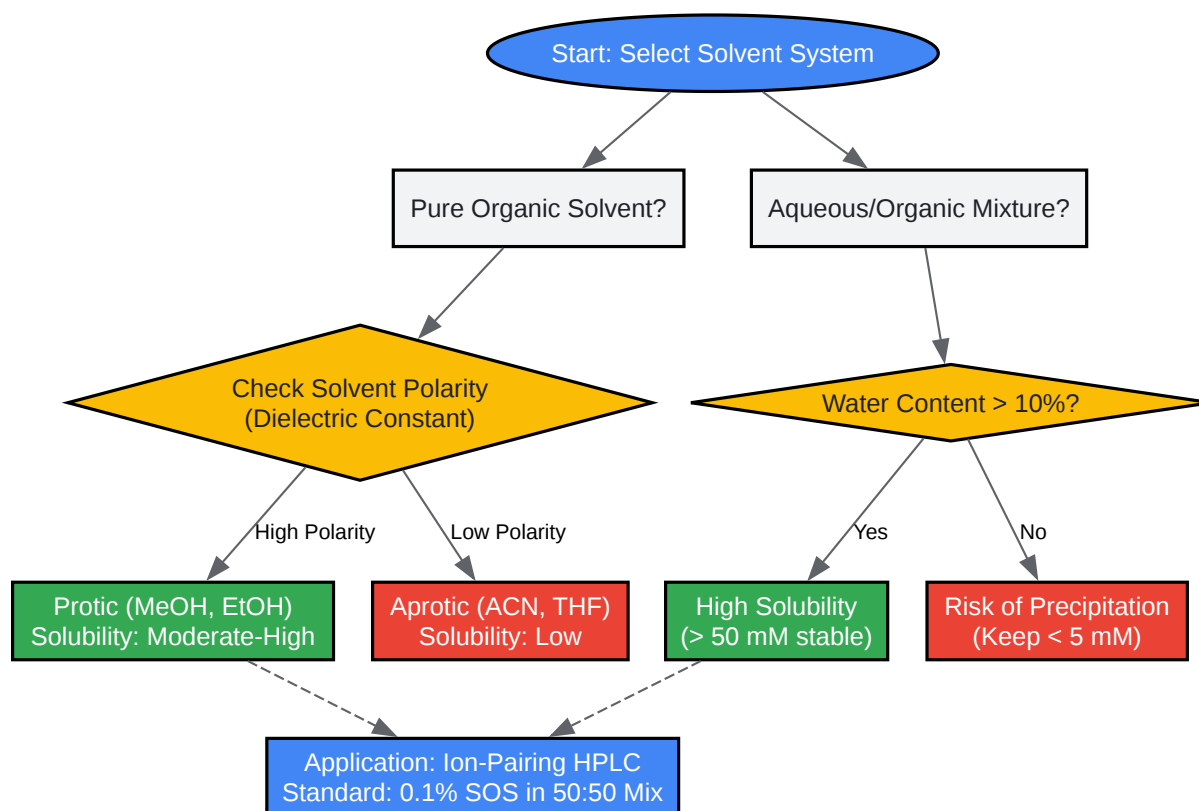 Start: Select Solvent System
Pure Organic Solvent?
Aqueous/Organic Mixture?
Check Solvent Polarity
(Dielectric Constant)
Water Content > 10%?
High Polarity
Low Polarity
Yes
No
Protic (MeOH, EtOH)
Solubility: Moderate-High
Aprotic (ACN, THF)
Solubility: Low
High Solubility
(> 50 mM stable)
Risk of Precipitation
(Keep < 5 mM)
Application: Ion-Pairing HPLC
Standard: 0.1% SOS in 50:50 Mix